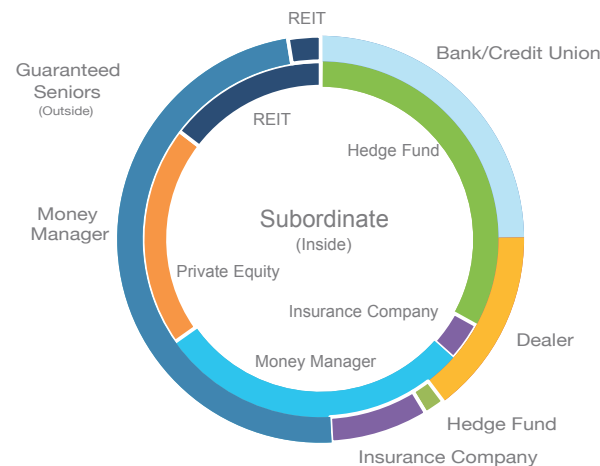 REIT
Bank/Credit Union
Guaranteed
Seniors
(Outside)
REIT
Hedge Fund
Money
Manager
Subordinate
(Inside)
Private Equity
Insurance Company
Dealer
Money Manager
Hedge Fund
Insurance Company